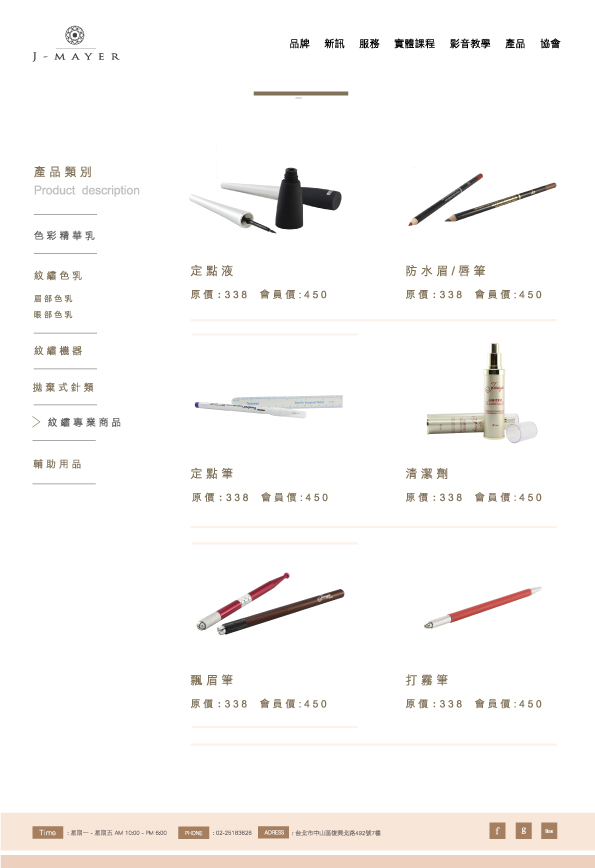 J - MAYER
品牌 新訊 服務 實體課程 影音教學 產品 協會
產品類別
Product description
色彩精華乳
紋繡色乳
眉部色乳
眼部色乳
紋繡機器
拋棄式針類
紋繡專業商品
輔助用品
定點液
原價:338 會員價:450
防水眉/唇筆
原價:338 會員價:450
定點筆
原價:338 會員價:450
清潔劑
原價:338 會員價:450
飄眉筆
原價:338 會員價:450
打霧筆
原價:338 會員價:450
Time : 星期一 - 星期五 AM 10:00 - PM 6:00 PHONE : 02-25183828 ADRESS : 台北市中山區復興北路492號7樓
f g